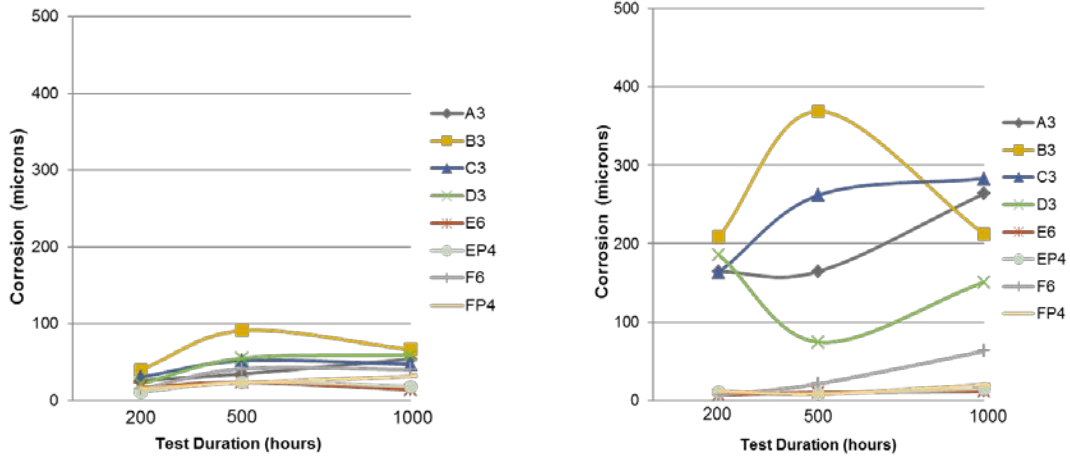 500
400
300
200
100
0
Corrosion (microns)
200 500 1000
Test Duration (hours)
A3
B3
C3
D3
E6
EP4
F6
FP4
500
400
300
200
100
0
Corrosion (microns)
200 500 1000
Test Duration (hours)
A3
B3
C3
D3
E6
EP4
F6
FP4